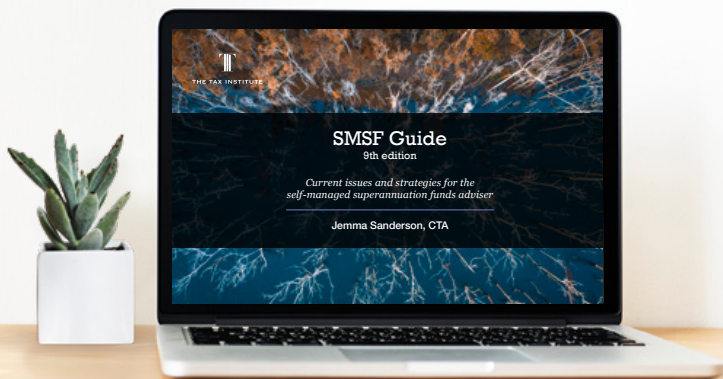 THE TAX INSTITUTE
SMSF Guide
9th edition
Current issues and strategies for the
self-managed superannuation funds adviser
Jemma Sanderson, CTA